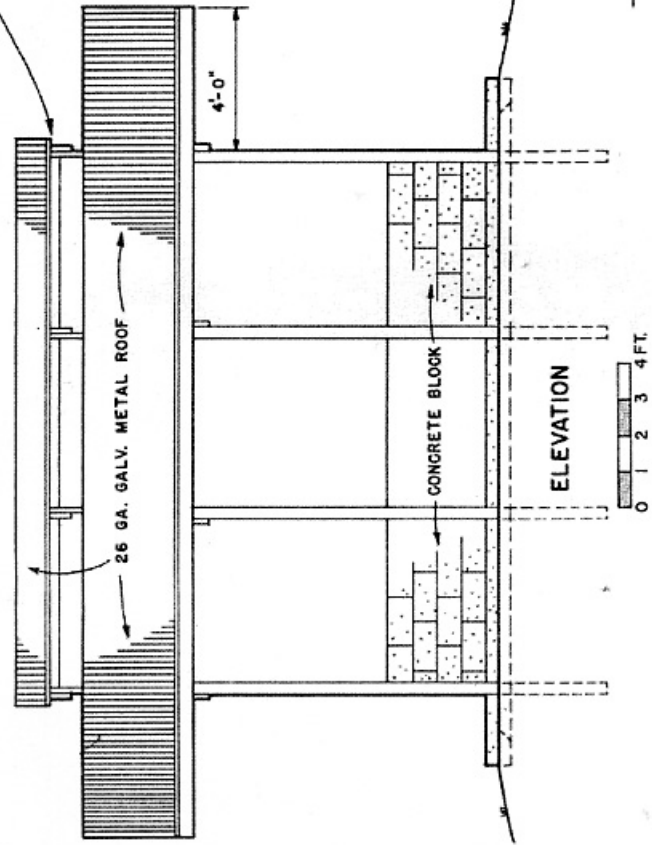 4'-0"
26 GA. GALV. METAL ROOF
CONCRETE BLOCK
ELEVATION
0 1 2 3 4 FT.